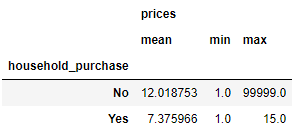 prices
mean min max
household_purchase
No 12.018753 1.0 99999.0
Yes 7.375966 1.0 15.0